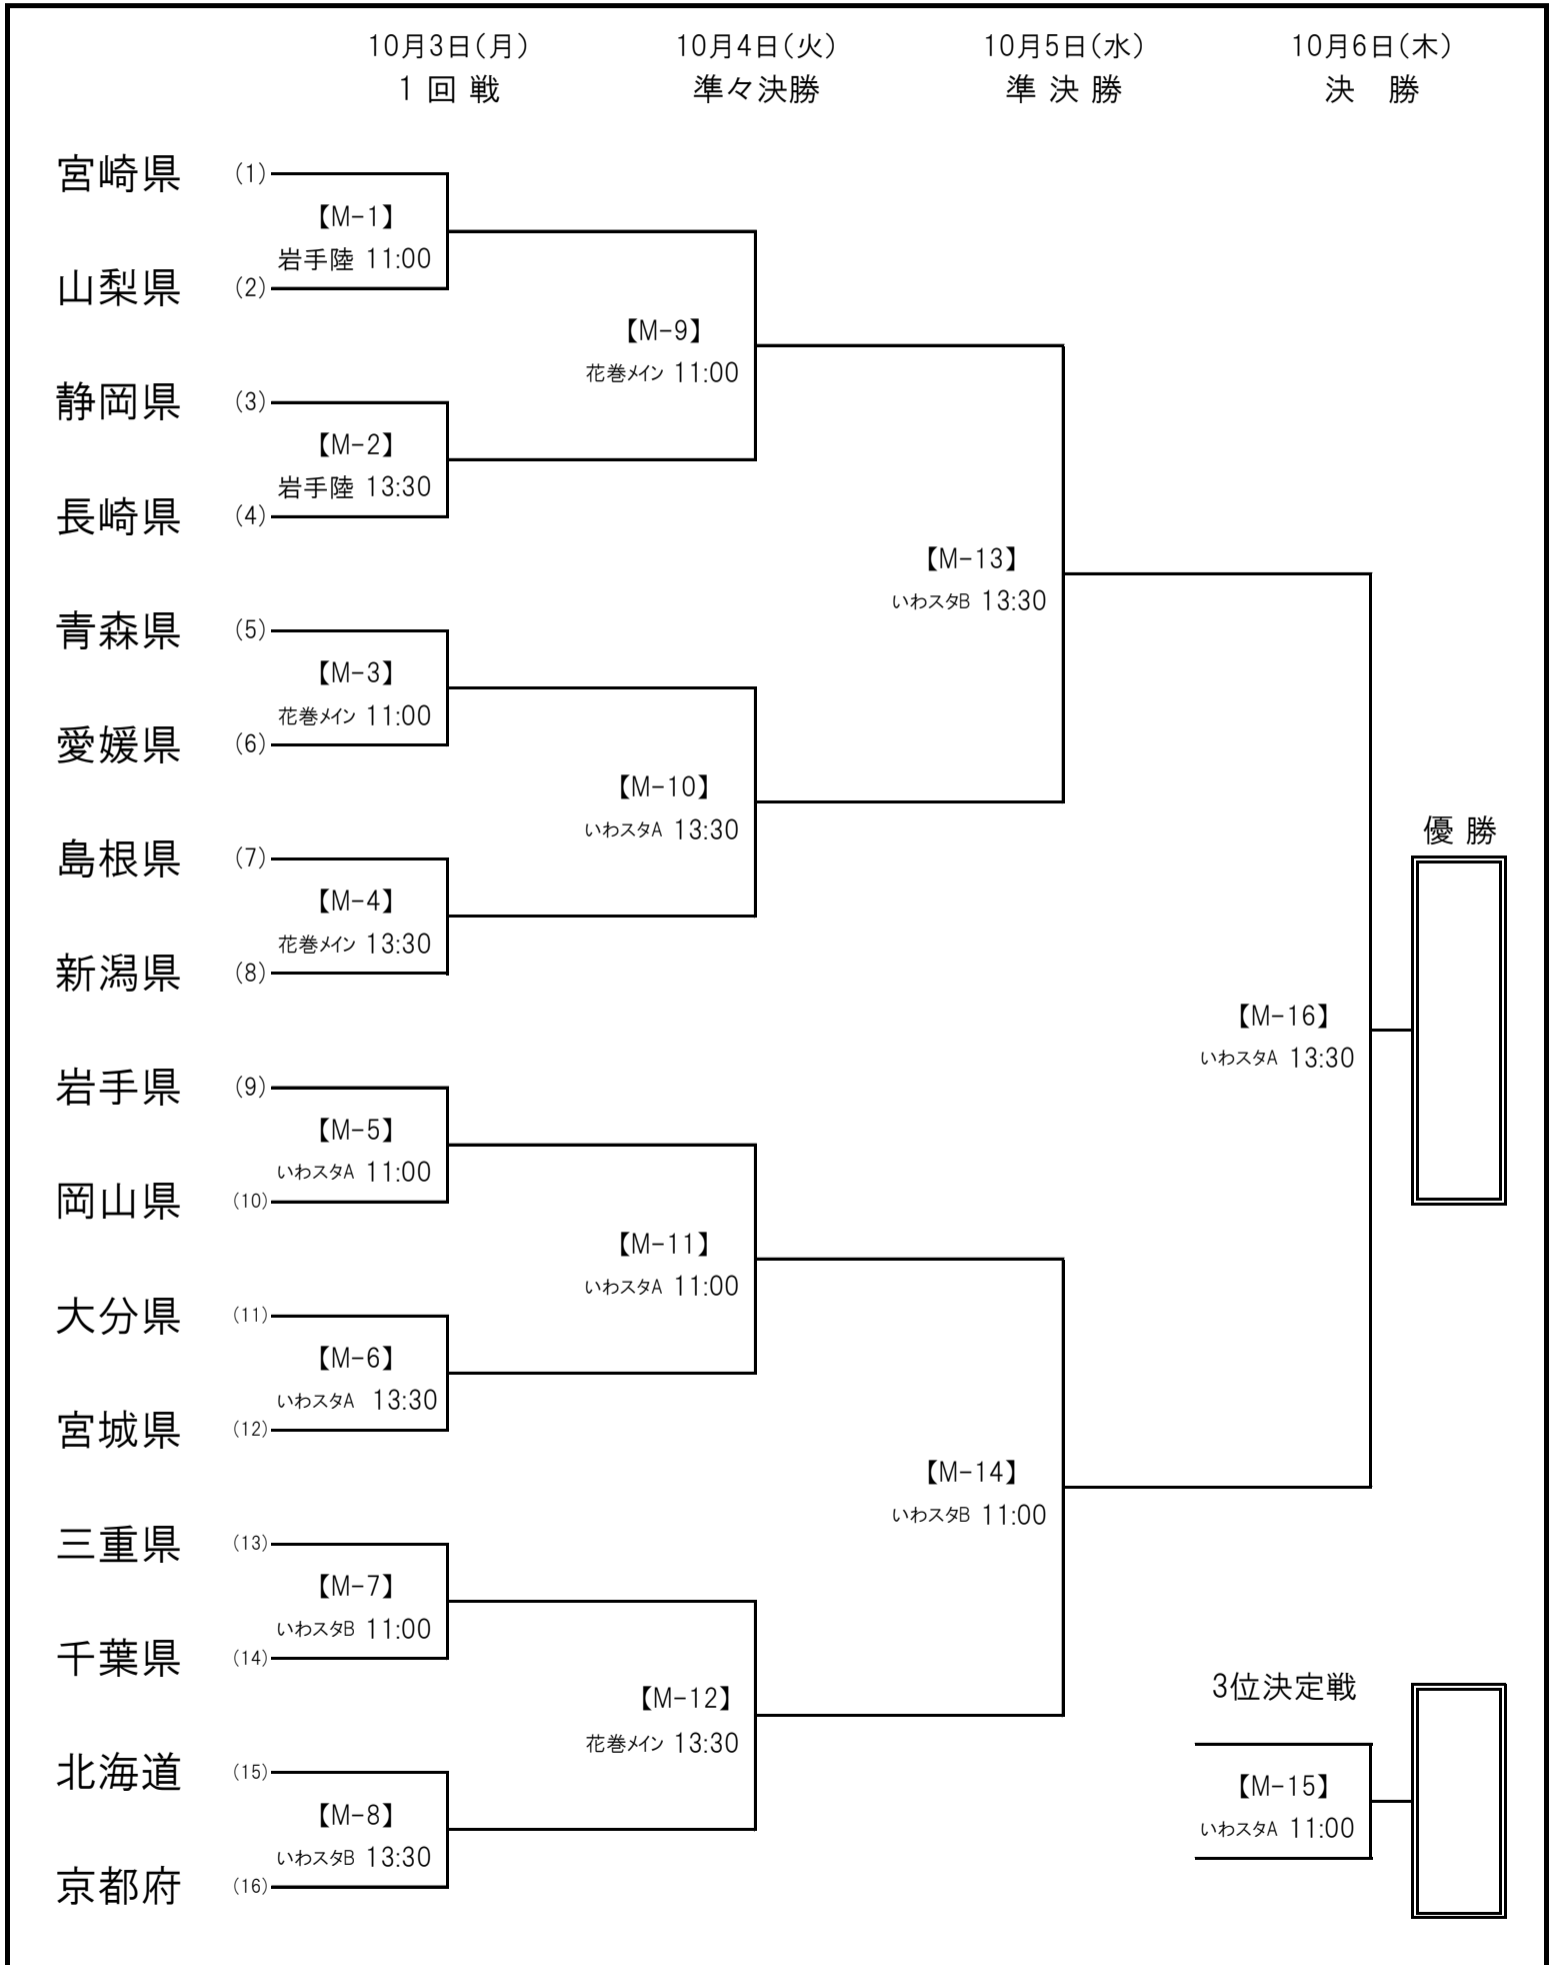 10月3日(月) 10月4日(火) 10月5日(水) 10月6日(木)
1 回 戦 準々決勝 準 決 勝 決 勝
宮崎県 (1)
【M-1】
岩手陸 11:00
山梨県 (2)
【M-9】
花巻メイン 11:00
静岡県 (3)
【M-2】
岩手陸 13:30
長崎県 (4)
【M-13】
いわスタB 13:30
青森県 (5)
【M-3】
花巻メイン 11:00
愛媛県 (6)
【M-10】
いわスタA 13:30
優 勝
島根県 (7)
【M-4】
花巻メイン 13:30
新潟県 (8)
【M-16】
いわスタA 13:30
岩手県 (9)
【M-5】
いわスタA 11:00
岡山県 (10)
【M-11】
いわスタA 11:00
大分県 (11)
【M-6】
いわスタA 13:30
宮城県 (12)
【M-14】
いわスタB 11:00
三重県 (13)
【M-7】
いわスタB 11:00
千葉県 (14)
3位決定戦
【M-12】
花巻メイン 13:30
北海道 (15)
【M-15】
いわスタA 11:00
【M-8】
いわスタB 13:30
京都府 (16)